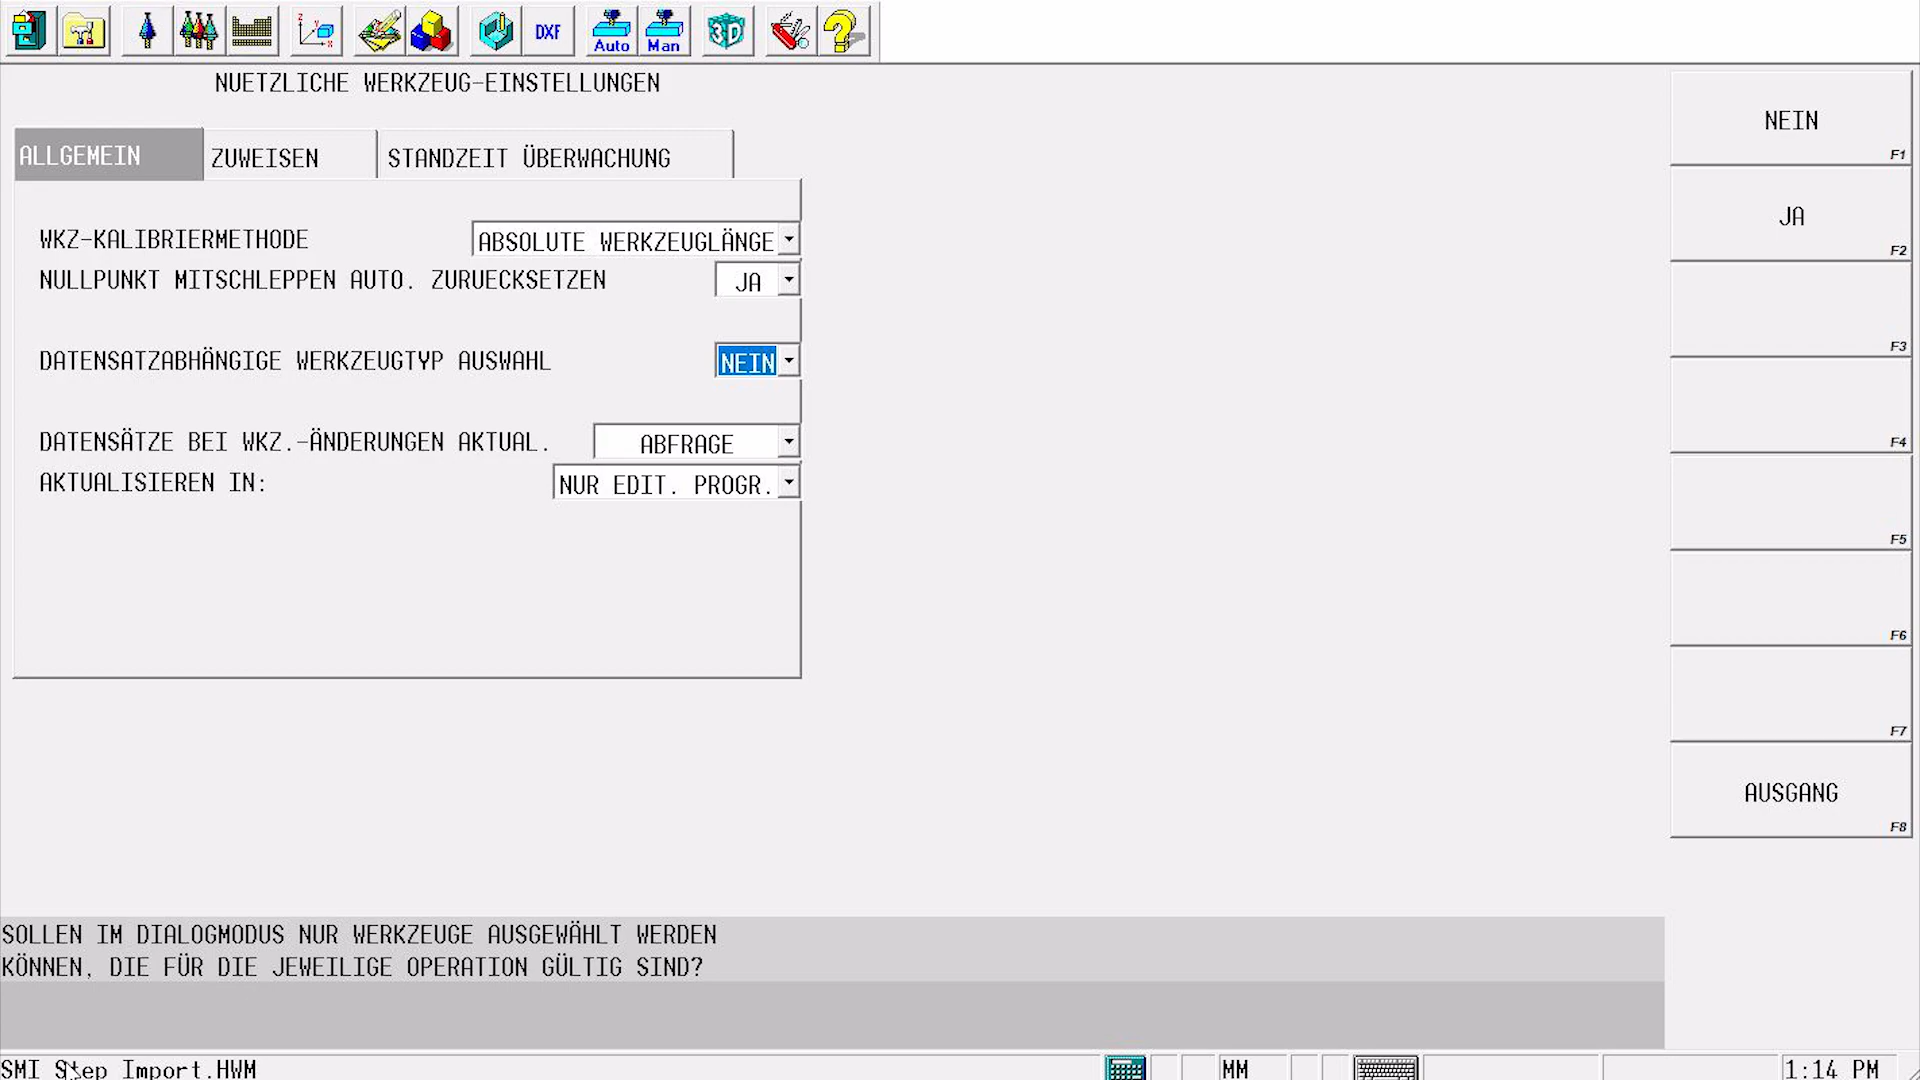 DXF
Auto
Man
3D
NUETZLICHE WERKZEUG-EINSTELLUNGEN
ALLGEMEIN
ZUWEISEN
STANDZEIT ÜBERWACHUNG
WKZ-KALIBRIERMETHODE
ABSOLUTE WERKZEUGLÄNGE
NULLPUNKT MITSCHLEPPEN AUTO. ZURUECKSETZEN
JA
DATENSATZABHÄNGIGE WERKZEUGTYP AUSWAHL
NEIN
DATENSÄTZE BEI WKZ.-ÄNDERUNGEN AKTUAL.
ABFRAGE
AKTUALISIEREN IN:
NUR EDIT. PROGR.
NEIN
F1
JA
F2
F3
F4
F5
F6
F7
AUSGANG
F8
SOLLEN IM DIALOGMODUS NUR WERKZEUGE AUSGEWÄHLT WERDEN
KÖNNEN, DIE FÜR DIE JEWEILIGE OPERATION GÜLTIG SIND?
SMI Step Import.HWM
MM
1:14 PM